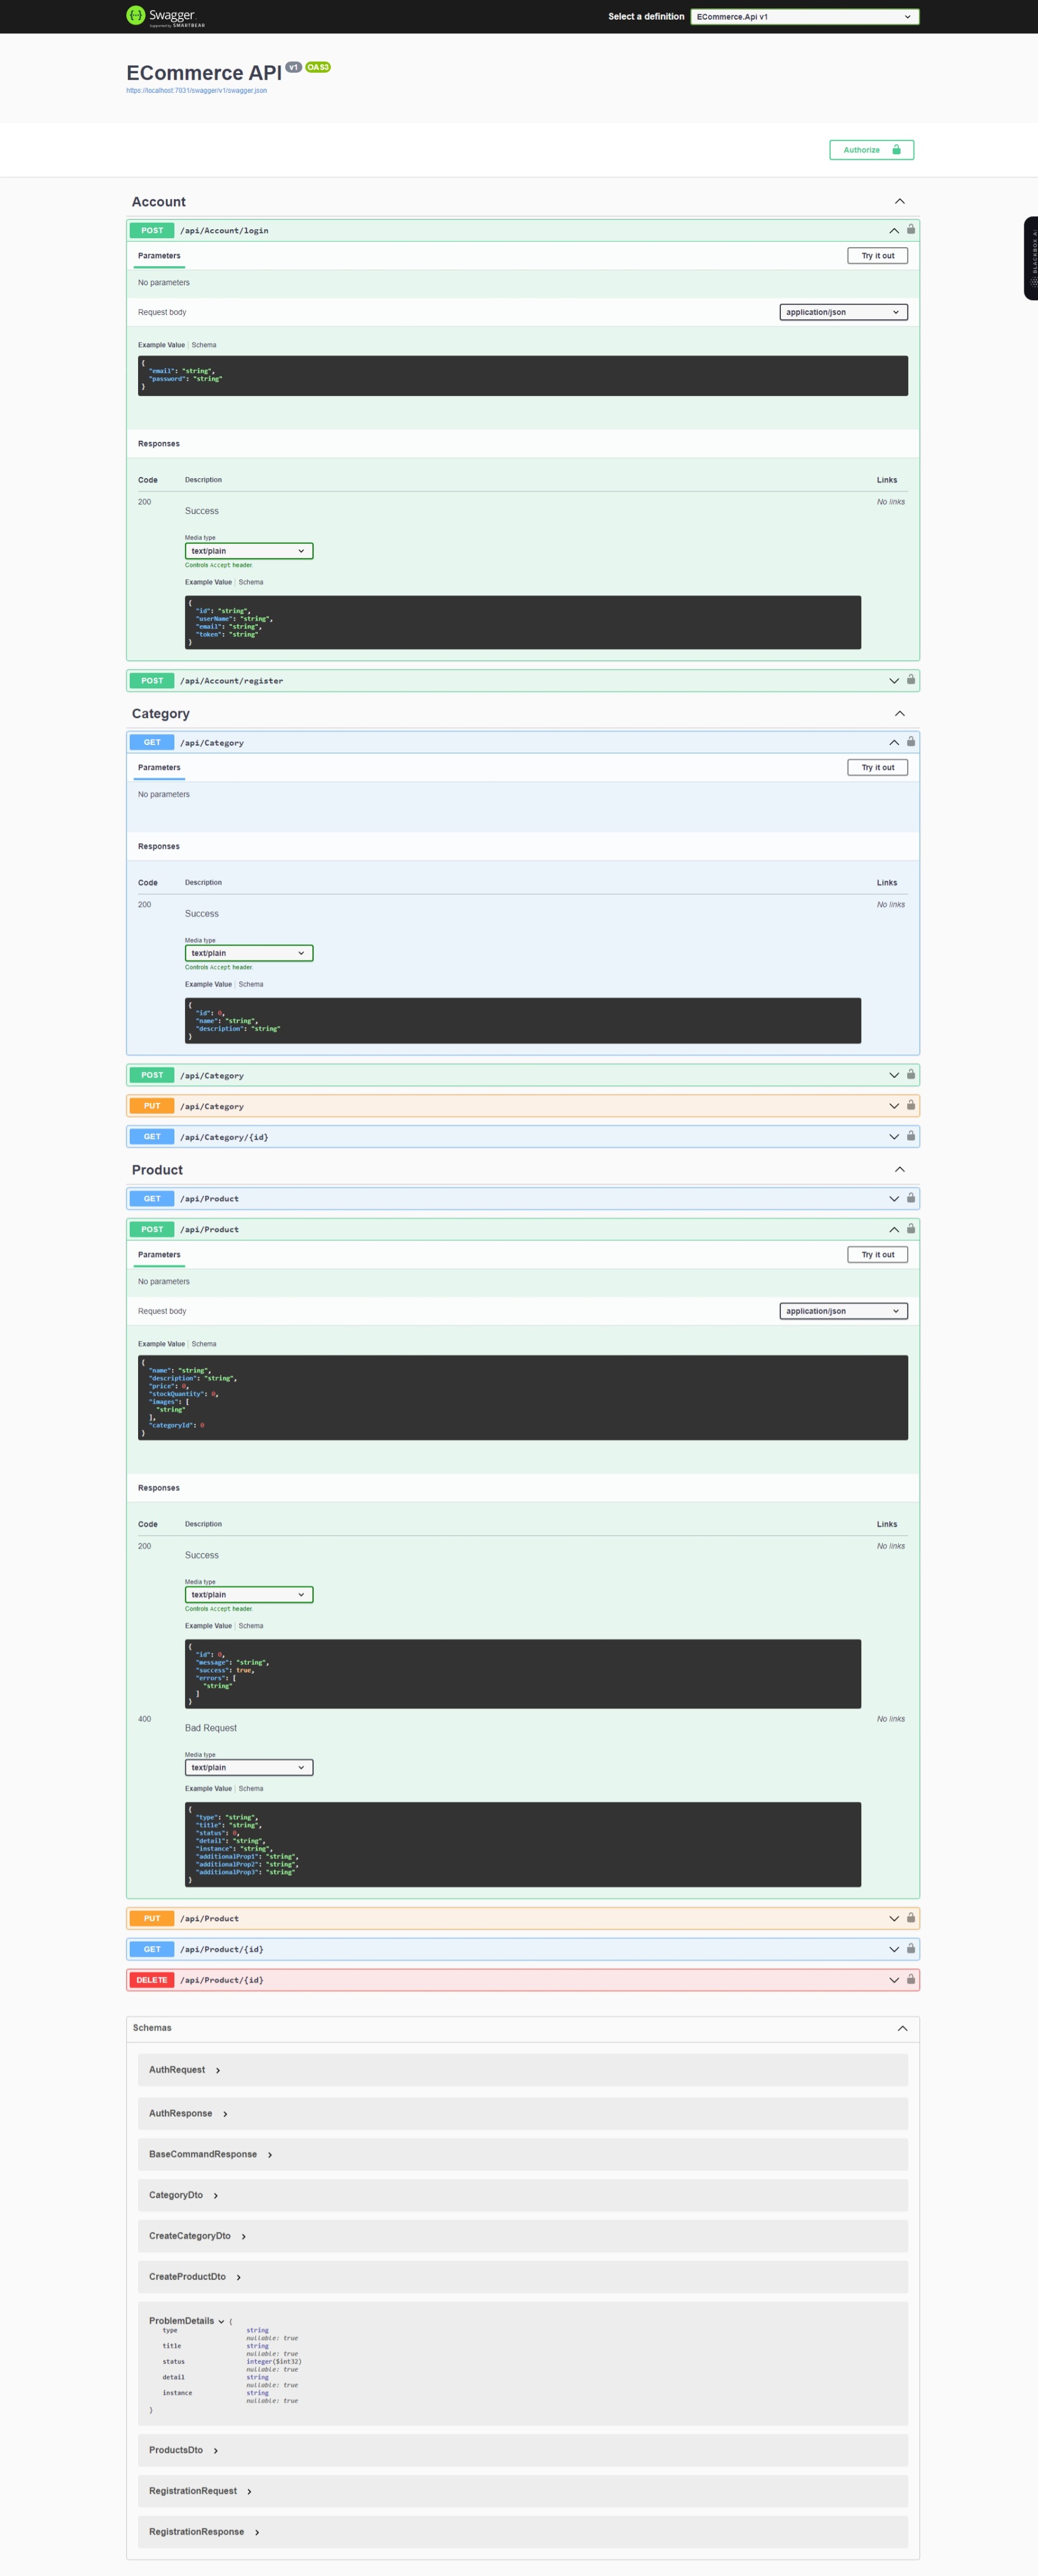 Swagger
Supported by SMARTBEAR
Select a definition
ECommerce.Api v1
ECommerce API v1 OAS3
https://localhost:7031/swagger/v1/swagger.json
Authorize
BLACKBOX AI
Account
POST /api/Account/login
Parameters
Try it out
No parameters
Request body
application/json
Example Value | Schema
{
"email": "string",
"password": "string"
}
Responses
Code Description Links
200 Success No links
Media type
text/plain
Controls Accept header.
Example Value | Schema
{
"id": "string",
"userName": "string",
"email": "string",
"token": "string"
}
POST /api/Account/register
Category
GET /api/Category
Parameters
Try it out
No parameters
Responses
Code Description Links
200 Success No links
Media type
text/plain
Controls Accept header.
Example Value | Schema
{
"id": 0,
"name": "string",
"description": "string"
}
POST /api/Category
PUT /api/Category
GET /api/Category/{id}
Product
GET /api/Product
POST /api/Product
Parameters
Try it out
No parameters
Request body
application/json
Example Value | Schema
{
"name": "string",
"description": "string",
"price": 0,
"stockQuantity": 0,
"images": [
"string"
],
"categoryId": 0
}
Responses
Code Description Links
200 Success No links
Media type
text/plain
Controls Accept header.
Example Value | Schema
{
"id": 0,
"message": "string",
"success": true,
"errors": [
"string"
]
}
400 Bad Request No links
Media type
text/plain
Example Value | Schema
{
"type": "string",
"title": "string",
"status": 0,
"detail": "string",
"instance": "string",
"additionalProp1": "string",
"additionalProp2": "string",
"additionalProp3": "string"
}
PUT /api/Product
GET /api/Product/{id}
DELETE /api/Product/{id}
Schemas
AuthRequest
AuthResponse
BaseCommandResponse
CategoryDto
CreateCategoryDto
CreateProductDto
ProblemDetails {
type string
nullable: true
title string
nullable: true
status integer($int32)
nullable: true
detail string
nullable: true
instance string
nullable: true
}
ProductsDto
RegistrationRequest
RegistrationResponse